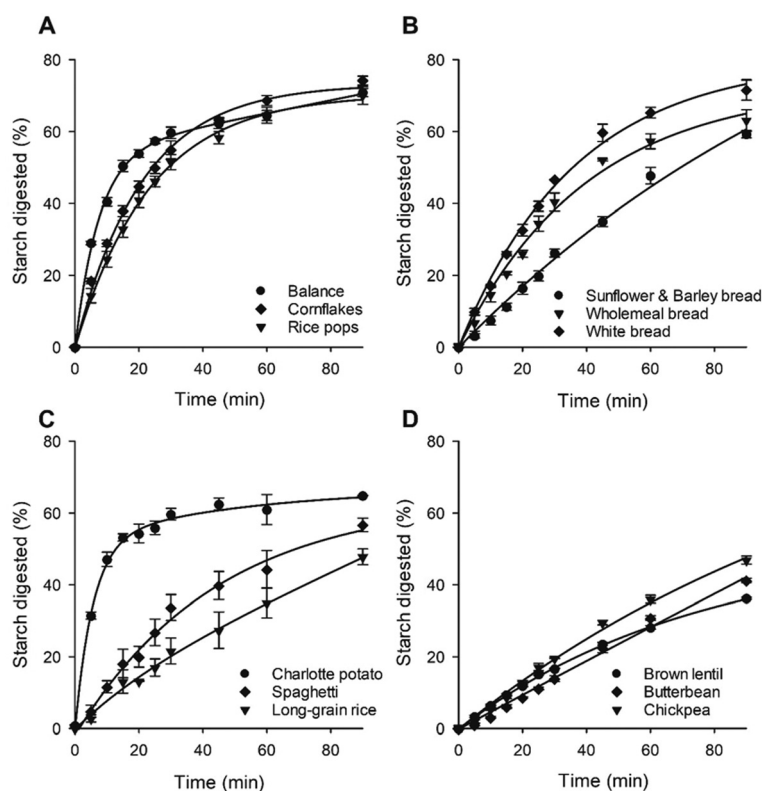 A
Starch digested (%)
80
60
40
20
0
Balance
Cornflakes
Rice pops
0 20 40 60 80
Time (min)
B
Starch digested (%)
80
60
40
20
0
Sunflower & Barley bread
Wholemeal bread
White bread
0 20 40 60 80
Time (min)
C
Starch digested (%)
80
60
40
20
0
Charlotte potato
Spaghetti
Long-grain rice
0 20 40 60 80
Time (min)
D
Starch digested (%)
80
60
40
20
0
Brown lentil
Butterbean
Chickpea
0 20 40 60 80
Time (min)